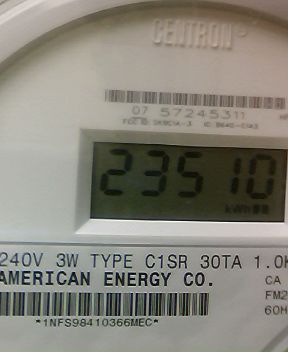 CENTRON®
07 57245311
23510
kWh
240V 3W TYPE C1SR 30TA 1.0K
AMERICAN ENERGY CO.
CA
FM2
60H
*1NFS98410366MEC*